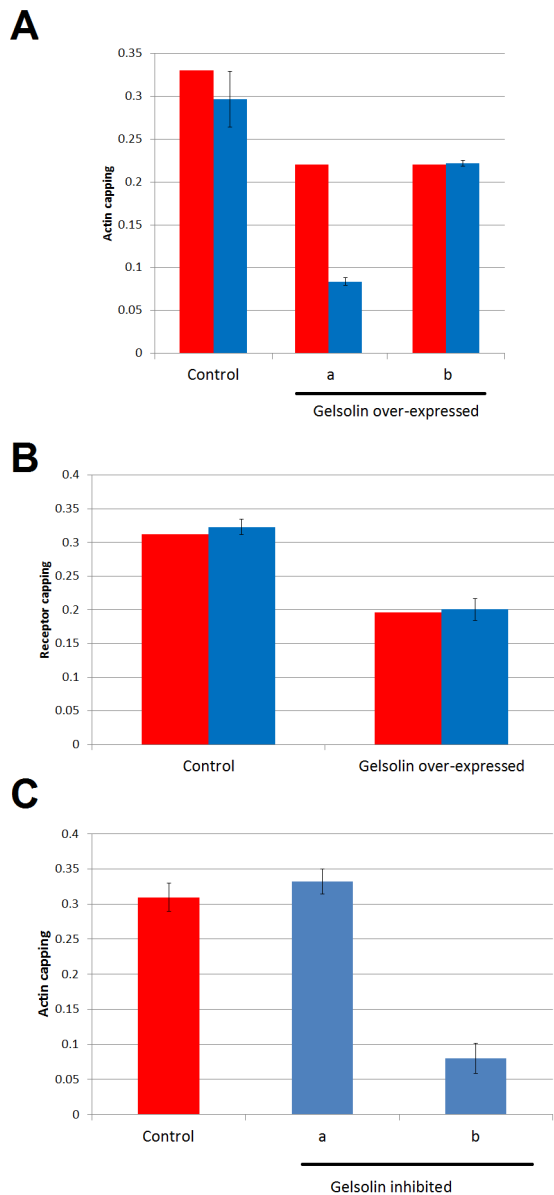 A
0.35
0.3
0.25
0.2
0.15
0.1
0.05
0
Actin capping
Control
a
b
Gelsolin over-expressed
B
0.4
0.35
0.3
0.25
0.2
0.15
0.1
0.05
0
Receptor capping
Control
Gelsolin over-expressed
C
0.4
0.35
0.3
0.25
0.2
0.15
0.1
0.05
0
Actin capping
Control
a
b
Gelsolin inhibited